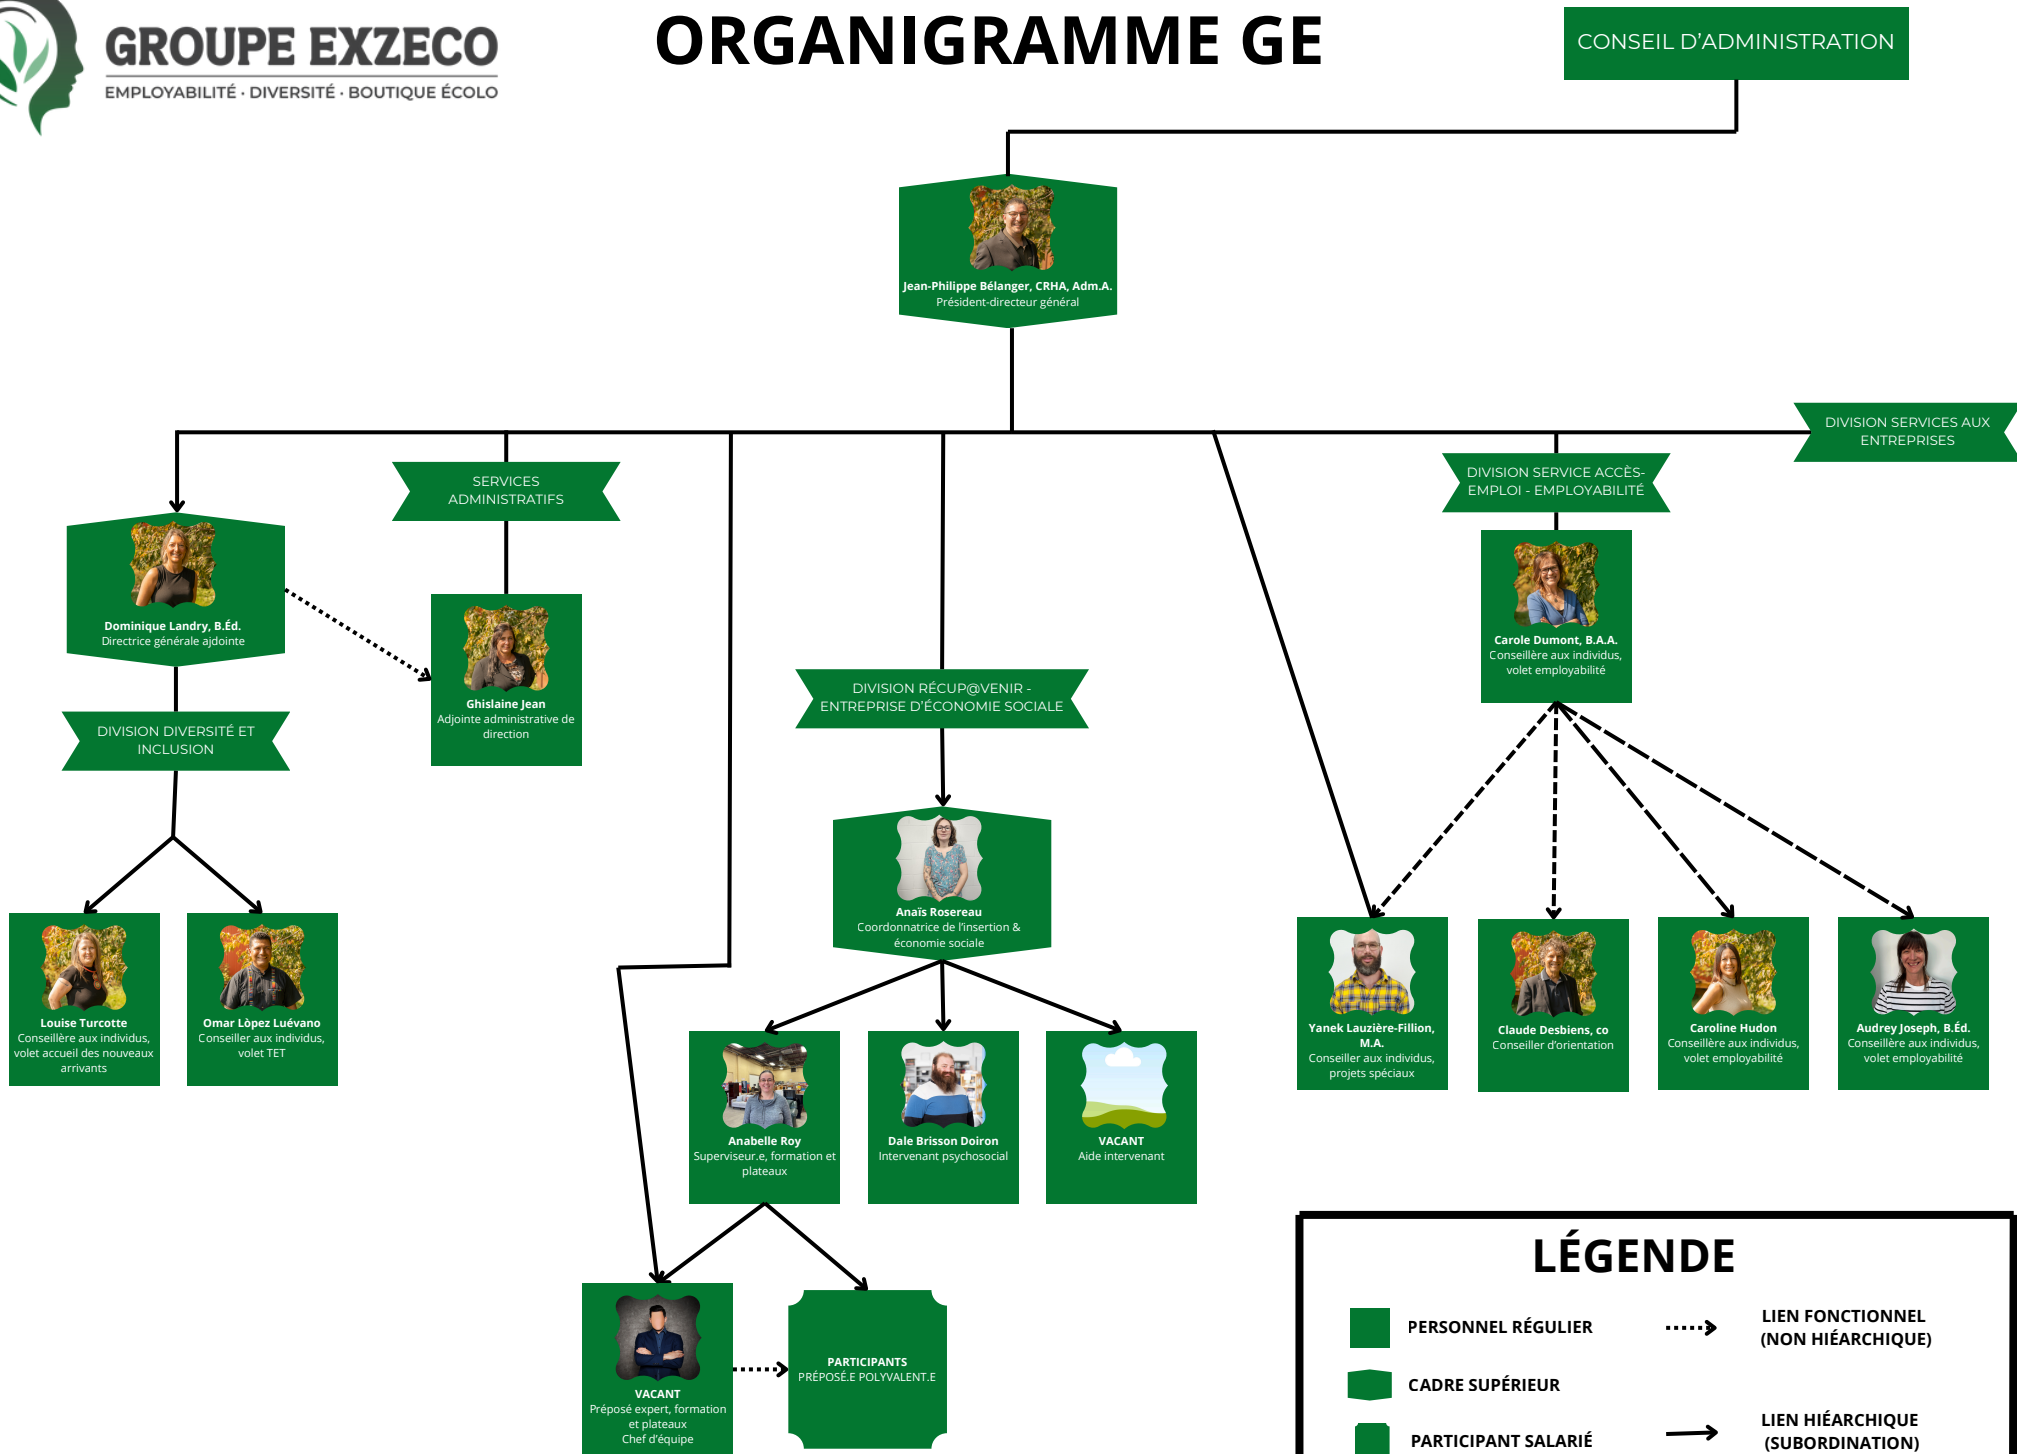 GROUPE EXZECO
EMPLOYABILITÉ · DIVERSITÉ · BOUTIQUE ÉCOLO
ORGANIGRAMME GE
CONSEIL D'ADMINISTRATION
Jean-Philippe Bélanger, CRHA, Adm.A.
Président-directeur général
DIVISION SERVICES AUX
ENTREPRISES
SERVICES
ADMINISTRATIFS
DIVISION SERVICE ACCÈS-
EMPLOI - EMPLOYABILITÉ
Dominique Landry, B.Éd.
Directrice générale ajdointe
Ghislaine Jean
Adjointe administrative de
direction
Carole Dumont, B.A.A.
Conseillère aux individus,
volet employabilité
DIVISION RÉCUP@VENIR -
ENTREPRISE D'ÉCONOMIE SOCIALE
DIVISION DIVERSITÉ ET
INCLUSION
Anaïs Rosereau
Coordonnatrice de l'insertion &
économie sociale
Louise Turcotte
Conseillère aux individus,
volet accueil des nouveaux
arrivants
Omar Lòpez Luévano
Conseiller aux individus,
volet TET
Yanek Lauzière-Fillion,
M.A.
Conseiller aux individus,
projets spéciaux
Claude Desbiens, co
Conseiller d'orientation
Caroline Hudon
Conseillère aux individus,
volet employabilité
Audrey Joseph, B.Éd.
Conseillère aux individus,
volet employabilité
Anabelle Roy
Superviseur.e, formation et
plateaux
Dale Brisson Doiron
Intervenant psychosocial
VACANT
Aide intervenant
VACANT
Préposé expert, formation
et plateaux
Chef d'équipe
PARTICIPANTS
PRÉPOSÉ.E POLYVALENT.E
LÉGENDE
PERSONNEL RÉGULIER
LIEN FONCTIONNEL
(NON HIÉARCHIQUE)
CADRE SUPÉRIEUR
PARTICIPANT SALARIÉ
LIEN HIÉARCHIQUE
(SUBORDINATION)